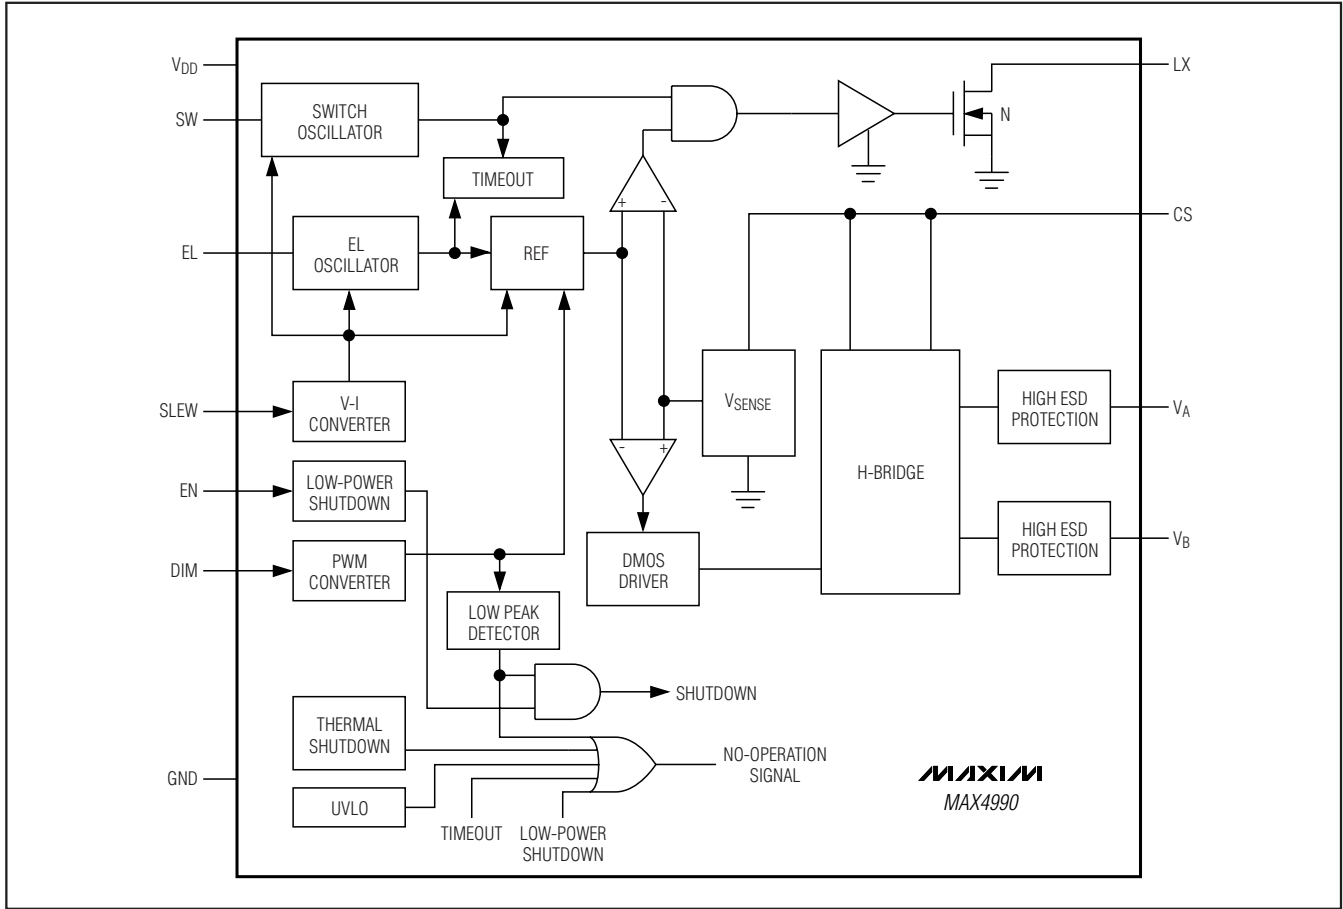 VDD
LX
SW
SWITCH
OSCILLATOR
N
TIMEOUT
+
-
CS
EL
EL
OSCILLATOR
REF
SLEW
V-I
CONVERTER
VSENSE
HIGH ESD
PROTECTION
VA
-
+
H-BRIDGE
EN
LOW-POWER
SHUTDOWN
HIGH ESD
PROTECTION
VB
DIM
PWM
CONVERTER
DMOS
DRIVER
LOW PEAK
DETECTOR
SHUTDOWN
THERMAL
SHUTDOWN
NO-OPERATION
SIGNAL
GND
UVLO
TIMEOUT
LOW-POWER
SHUTDOWN
MAXIM
MAX4990